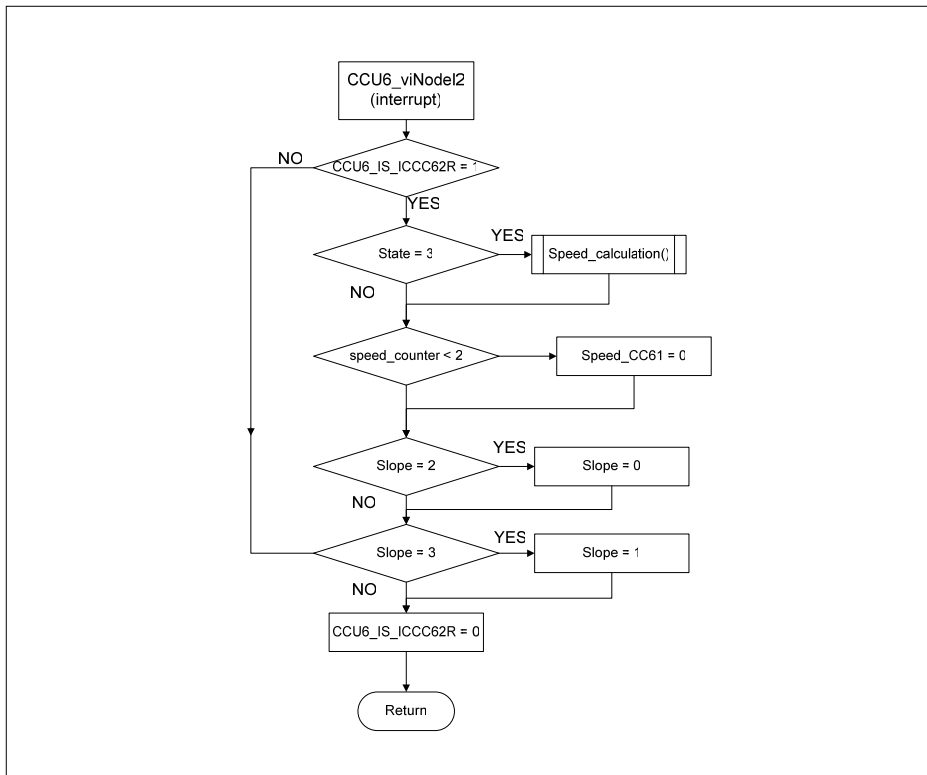 CCU6_viNodeI2
(interrupt)
NO
CCU6_IS_ICCC62R = 1
YES
State = 3
YES
Speed_calculation()
NO
speed_counter < 2
Speed_CC61 = 0
Slope = 2
YES
Slope = 0
NO
Slope = 3
YES
Slope = 1
NO
CCU6_IS_ICCC62R = 0
Return